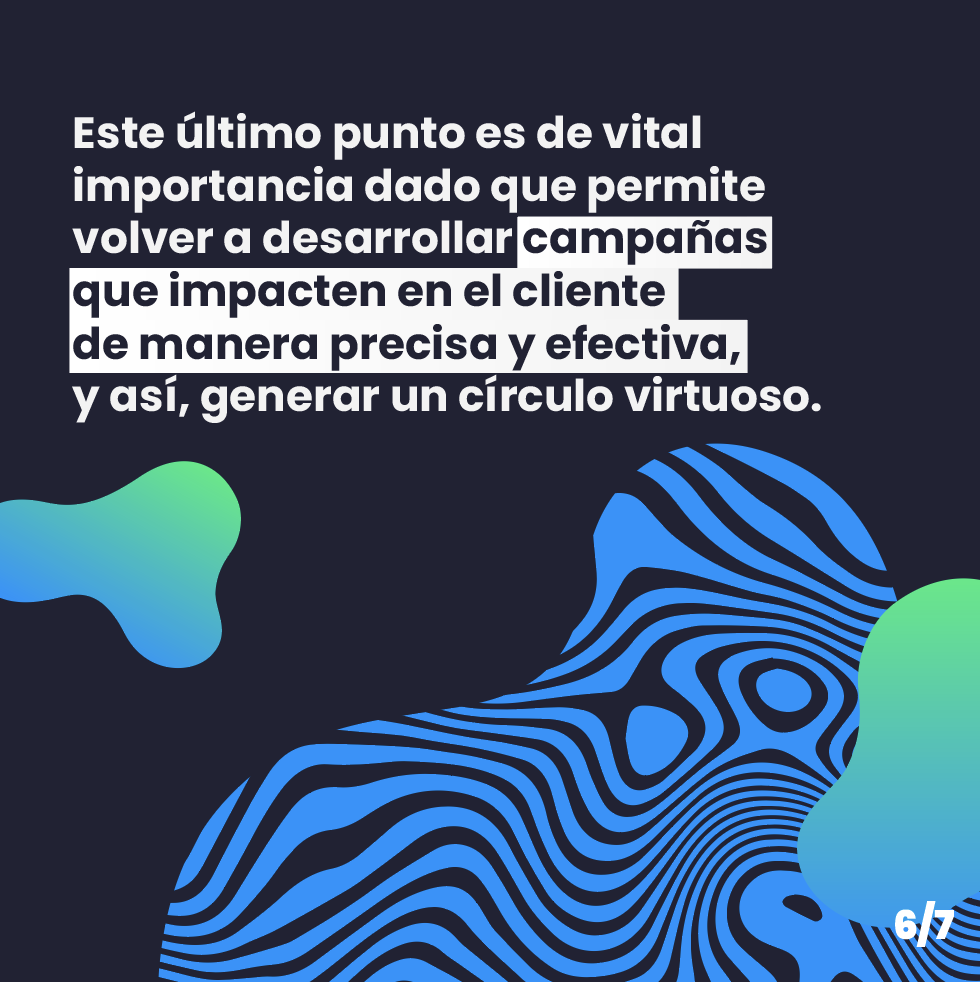 Este último punto es de vital
importancia dado que permite
volver a desarrollar campañas
que impacten en el cliente
de manera precisa y efectiva,
y así, generar un círculo virtuoso.
6/7